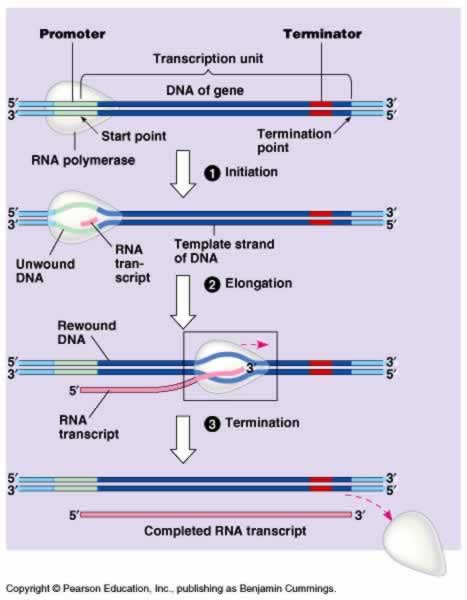 Promoter
Terminator
Transcription unit
DNA of gene
5′
3′
3′
5′
Start point
Termination
point
RNA polymerase
1 Initiation
5′
3′
3′
5′
Unwound
DNA
RNA
tran-
script
Template strand
of DNA
2 Elongation
Rewound
DNA
5′
3′
3′
3′
5′
5′
RNA
transcript
3 Termination
5′
3′
3′
5′
5′
3′
Completed RNA transcript
Copyright © Pearson Education, Inc., publishing as Benjamin Cummings.